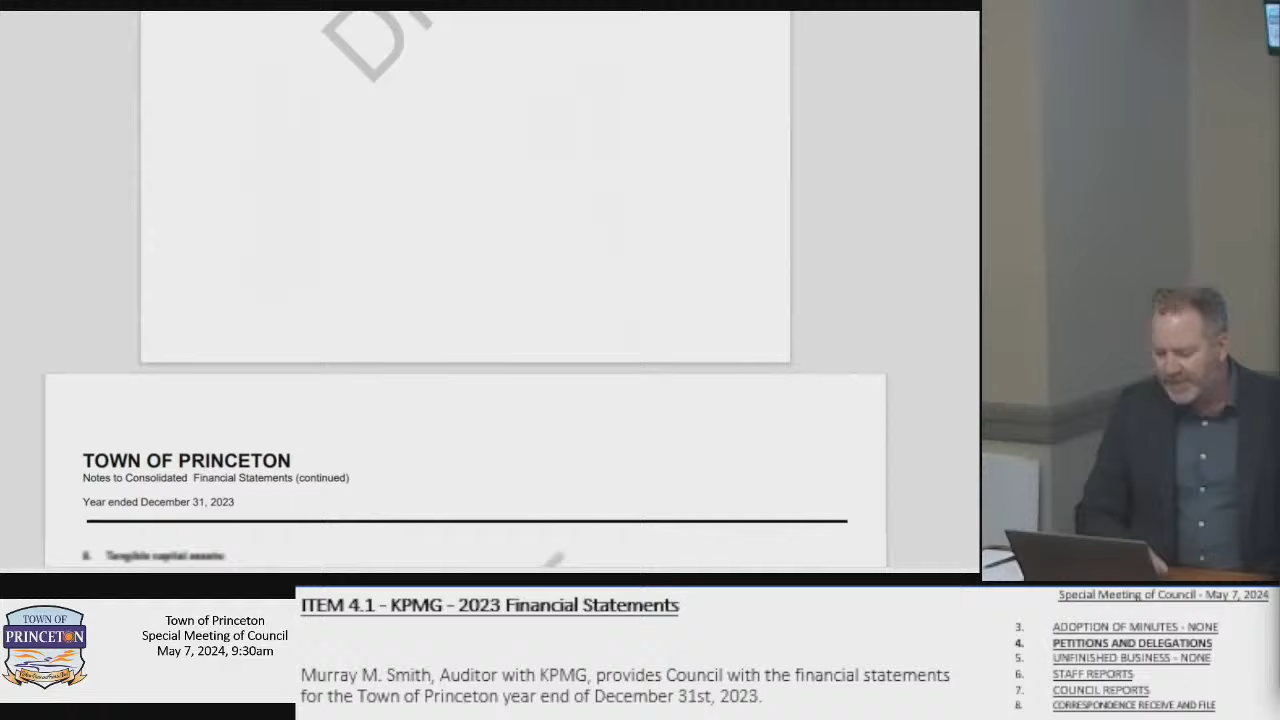 TOWN OF PRINCETON
Notes to Consolidated Financial Statements (continued)
Year ended December 31, 2023
8. Tangible capital assets:
TOWN OF
PRINCETON
Town of Princeton
Special Meeting of Council
May 7, 2024, 9:30am
ITEM 4.1 - KPMG - 2023 Financial Statements
Murray M. Smith, Auditor with KPMG, provides Council with the financial statements
for the Town of Princeton year end of December 31st, 2023.
Special Meeting of Council - May 7, 2024
3. ADOPTION OF MINUTES - NONE
4. PETITIONS AND DELEGATIONS
5. UNFINISHED BUSINESS - NONE
6. STAFF REPORTS
7. COUNCIL REPORTS
8. CORRESPONDENCE RECEIVE AND FILE